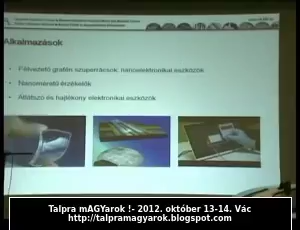 Alkalmazások
• Félvezető grafén szuperrácsok: nanoelektronikai eszközök
• Nanoméretű érzékelők
• Átlátszó és hajlékony elektronikai eszközök
Talpra mAGYarok !- 2012. október 13-14. Vác
http://talpramagyarok.blogspot.com